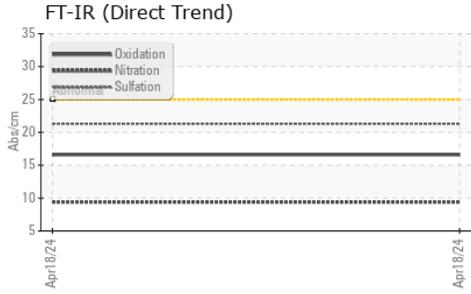 FT-IR (Direct Trend)
35
30
25
20
15
10
5
Abs/cm
Oxidation
Nitration
Sulfation
Abnormal
Apr18/24
Apr18/24